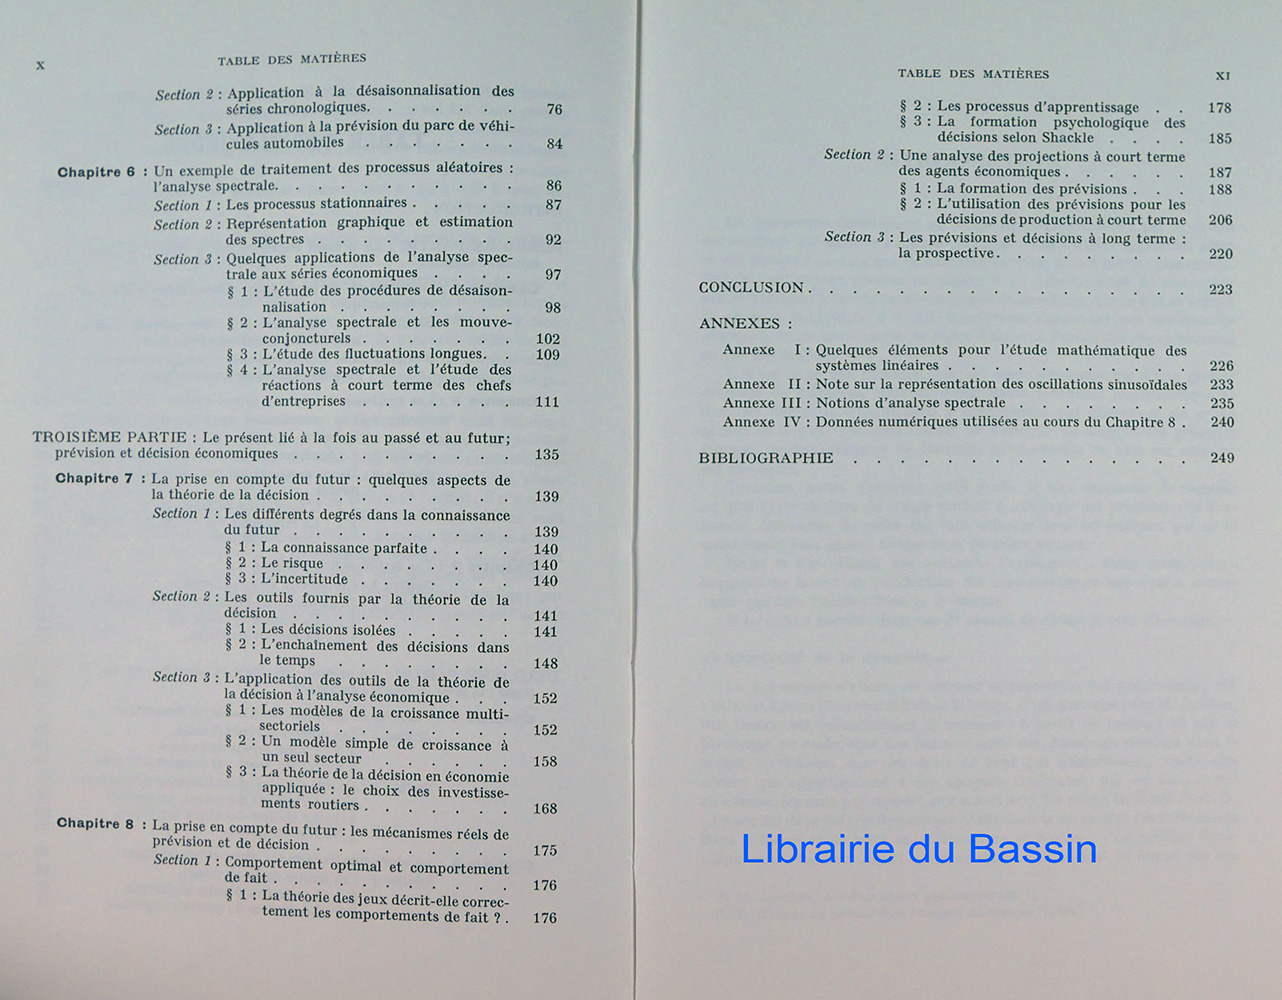 X
TABLE DES MATIÈRES
Section 2 : Application à la désaisonnalisation des
séries chronologiques. . . . . . . 76
Section 3 : Application à la prévision du parc de véhi-
cules automobiles . . . . . . . 84
Chapitre 6 : Un exemple de traitement des processus aléatoires :
l'analyse spectrale. . . . . . . . . . . 86
Section 1 : Les processus stationnaires . . . . . 87
Section 2 : Représentation graphique et estimation
des spectres . . . . . . . . . 92
Section 3 : Quelques applications de l'analyse spec-
trale aux séries économiques . . . . 97
§ 1 : L'étude des procédures de désaison-
nalisation . . . . . . . 98
§ 2 : L'analyse spectrale et les mouve-
conjoncturels . . . . . . . 102
§ 3 : L'étude des fluctuations longues. . 109
§ 4 : L'analyse spectrale et l'étude des
réactions à court terme des chefs
d'entreprises . . . . . . . 111
TROISIÈME PARTIE : Le présent lié à la fois au passé et au futur;
prévision et décision économiques . . . . . . . . . . 135
Chapitre 7 : La prise en compte du futur : quelques aspects de
la théorie de la décision . . . . . . . . . 139
Section 1 : Les différents degrés dans la connaissance
du futur . . . . . . . . . . 139
§ 1 : La connaissance parfaite . . . . 140
§ 2 : Le risque . . . . . . . . 140
§ 3 : L'incertitude . . . . . . . 140
Section 2 : Les outils fournis par la théorie de la
décision . . . . . . . . . . 141
§ 1 : Les décisions isolées . . . . . 141
§ 2 : L'enchaînement des décisions dans
le temps . . . . . . . . 148
Section 3 : L'application des outils de la théorie de
la décision à l'analyse économique . . . 152
§ 1 : Les modèles de la croissance multi-
sectoriels . . . . . . . . 152
§ 2 : Un modèle simple de croissance à
un seul secteur . . . . . . 158
§ 3 : La théorie de la décision en économie
appliquée : le choix des investisse-
ments routiers . . . . . . . 168
Chapitre 8 : La prise en compte du futur : les mécanismes réels de
prévision et de décision . . . . . . . . . 175
Section 1 : Comportement optimal et comportement
de fait . . . . . . . . . . . 176
§ 1 : La théorie des jeux décrit-elle correc-
tement les comportements de fait ? . 176
TABLE DES MATIÈRES
XI
§ 2 : Les processus d'apprentissage . . 178
§ 3 : La formation psychologique des
décisions selon Shackle . . . . 185
Section 2 : Une analyse des projections à court terme
des agents économiques . . . . . . 187
§ 1 : La formation des prévisions . . . 188
§ 2 : L'utilisation des prévisions pour les
décisions de production à court terme 206
Section 3 : Les prévisions et décisions à long terme :
la prospective. . . . . . . . . 220
CONCLUSION . . . . . . . . . . . . . . 223
ANNEXES :
Annexe I : Quelques éléments pour l'étude mathématique des
systèmes linéaires . . . . . . . . . . . 226
Annexe II : Note sur la représentation des oscillations sinusoïdales 233
Annexe III : Notions d'analyse spectrale . . . . . . . . 235
Annexe IV : Données numériques utilisées au cours du Chapitre 8 . 240
BIBLIOGRAPHIE . . . . . . . . . . . . . . 249
Librairie du Bassin